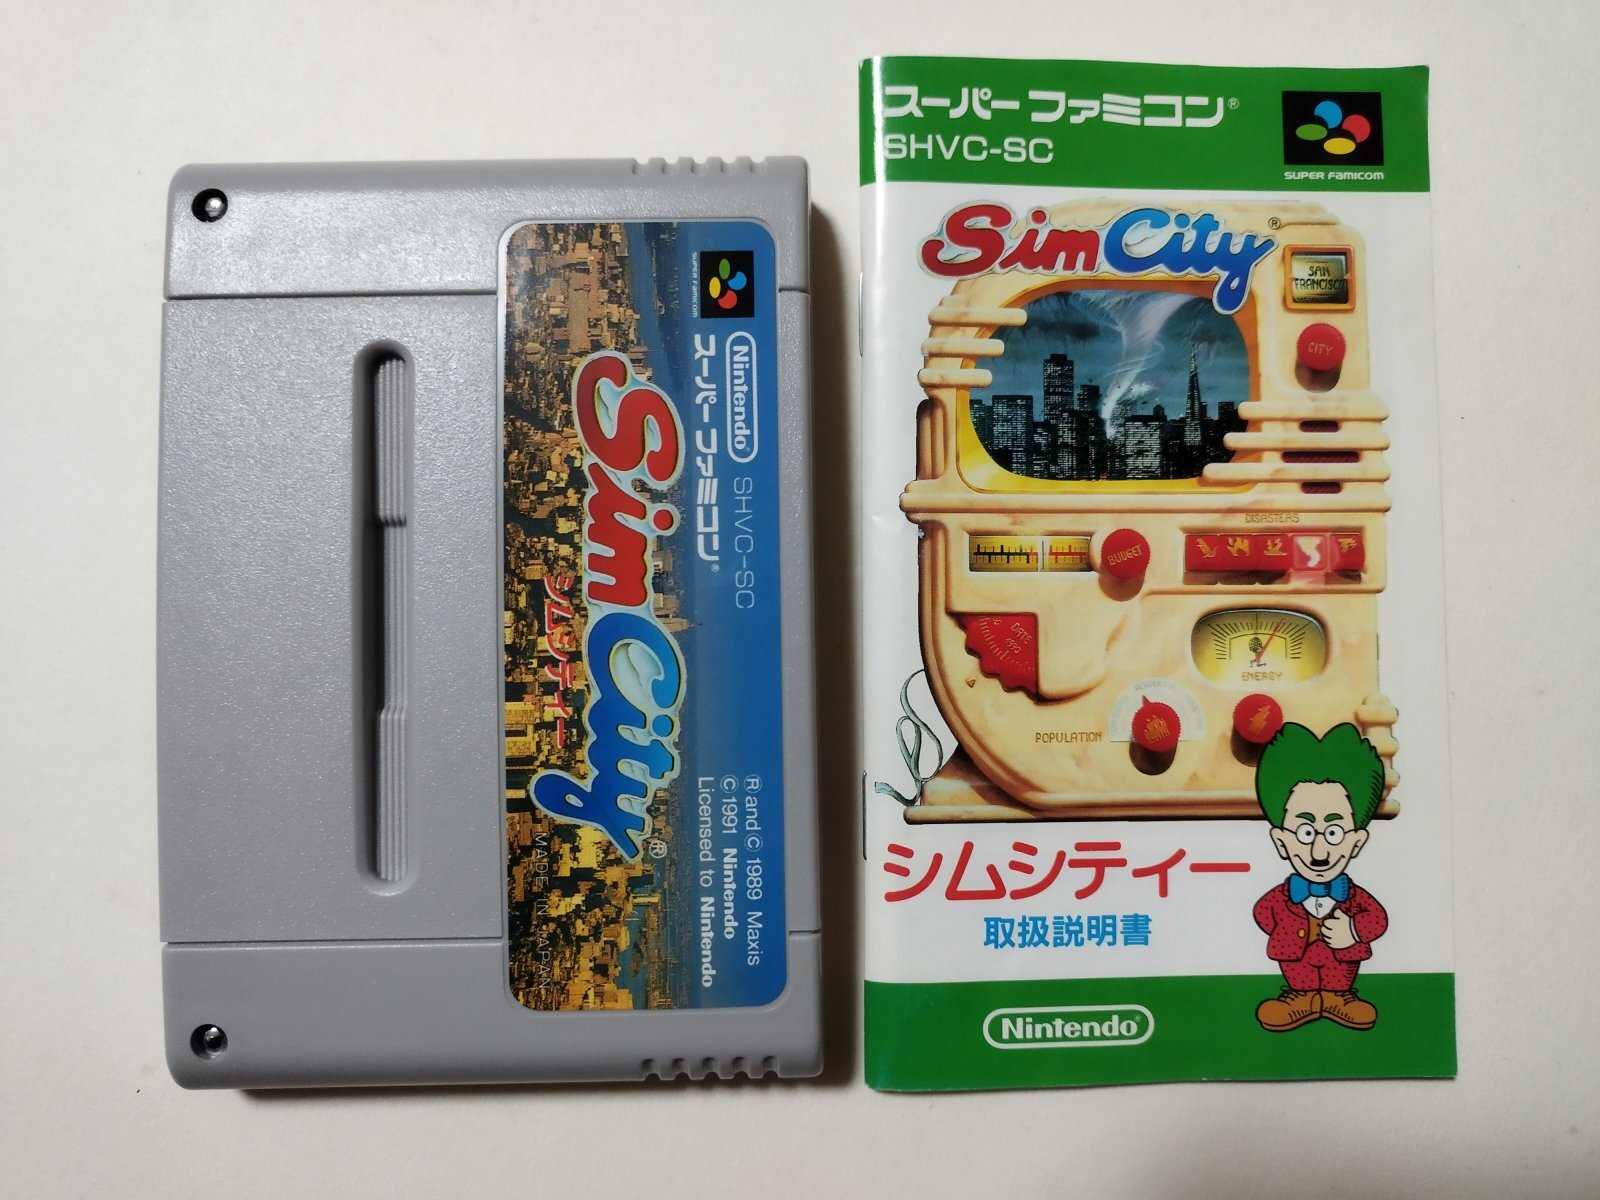 SUPER FAMICOM
Nintendo SHVC-SC
スーパーファミコン®
SimCity®
シムシティー
Ⓡ and © 1989 Maxis
© 1991 Nintendo
Licensed to Nintendo
MADE IN JAPAN
スーパーファミコン®
SHVC-SC
SUPER FAMICOM
SimCity®
SAN
FRANCISCO
CITY
DISASTERS
BUDGET
DATE
1990
ENERGY
POPULATION
シムシティー
取扱説明書
Nintendo®